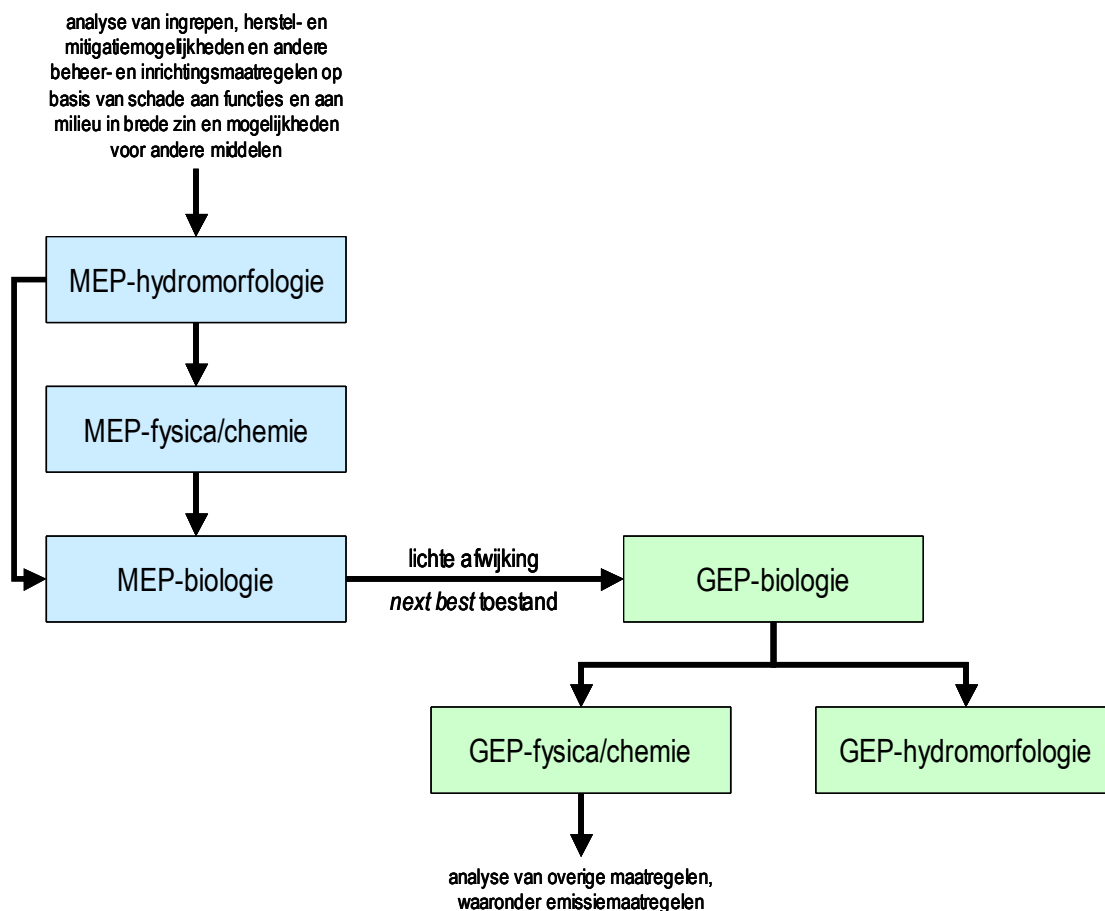 analyse van ingrepen, herstel- en
mitigatiemogelijkheden en andere
beheer- en inrichtingsmaatregelen op
basis van schade aan functies en aan
milieu in brede zin en mogelijkheden
voor andere middelen
MEP-hydromorfologie
MEP-fysica/chemie
MEP-biologie
lichte afwijking
next best toestand
GEP-biologie
GEP-fysica/chemie
GEP-hydromorfologie
analyse van overige maatregelen,
waaronder emissiemaatregelen